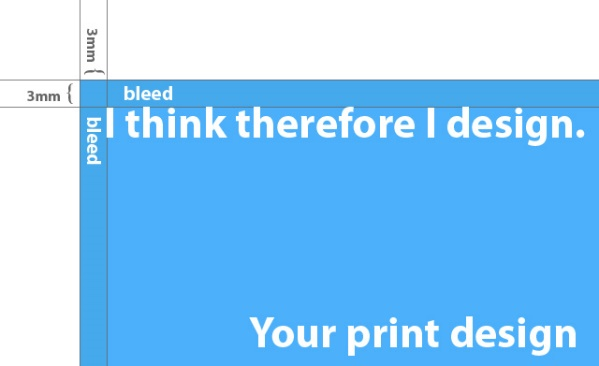 3mm
3mm
bleed
bleed
I think therefore I design.
Your print design